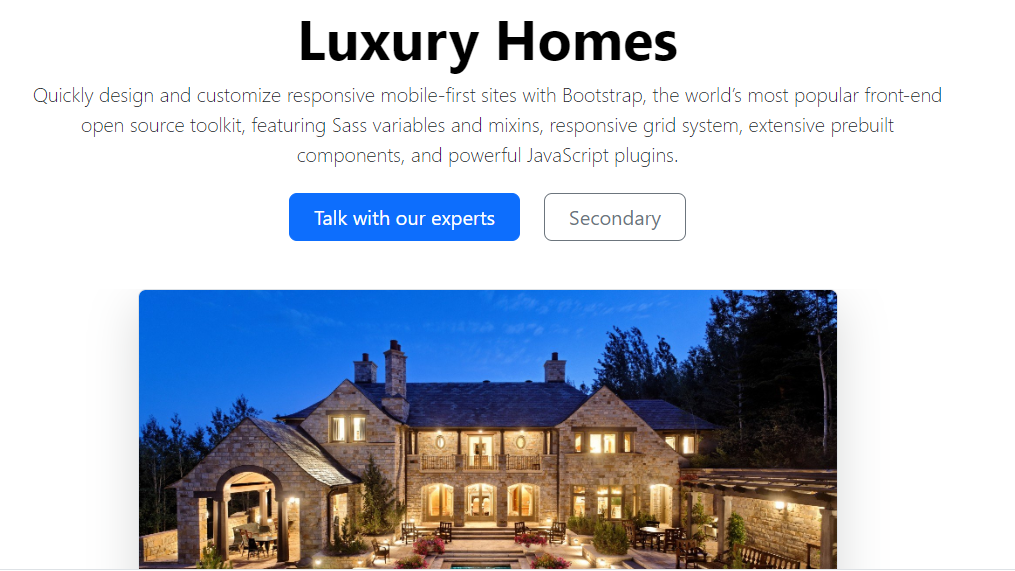 Luxury Homes
Quickly design and customize responsive mobile-first sites with Bootstrap, the world’s most popular front-end
open source toolkit, featuring Sass variables and mixins, responsive grid system, extensive prebuilt
components, and powerful JavaScript plugins.
Talk with our experts
Secondary